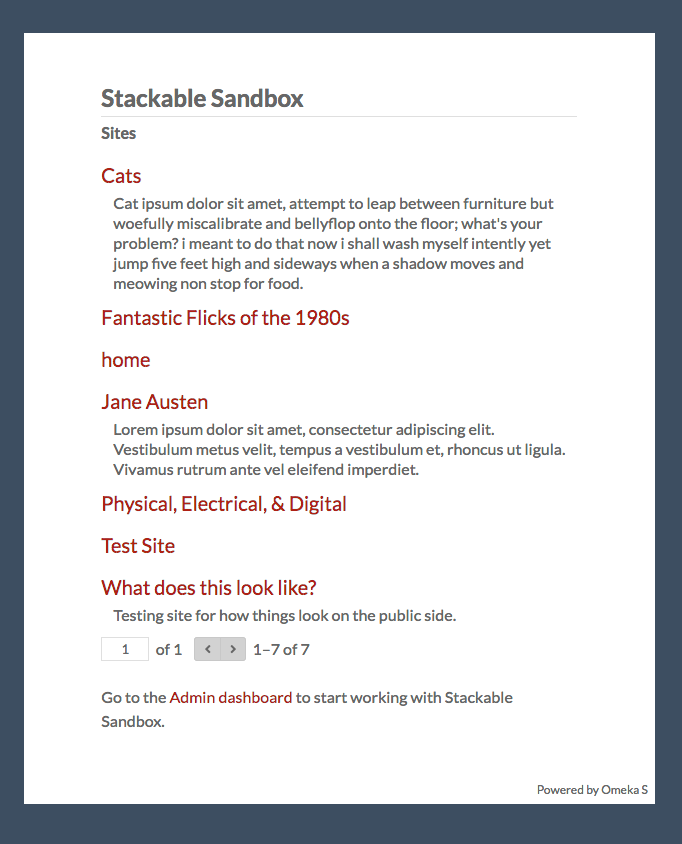 Stackable Sandbox
Sites
Cats
Cat ipsum dolor sit amet, attempt to leap between furniture but
woefully miscalibrate and bellyflop onto the floor; what's your
problem? i meant to do that now i shall wash myself intently yet
jump five feet high and sideways when a shadow moves and
meowing non stop for food.
Fantastic Flicks of the 1980s
home
Jane Austen
Lorem ipsum dolor sit amet, consectetur adipiscing elit.
Vestibulum metus velit, tempus a vestibulum et, rhoncus ut ligula.
Vivamus rutrum ante vel eleifend imperdiet.
Physical, Electrical, & Digital
Test Site
What does this look like?
Testing site for how things look on the public side.
1 of 1 1–7 of 7
Go to the Admin dashboard to start working with Stackable
Sandbox.
Powered by Omeka S